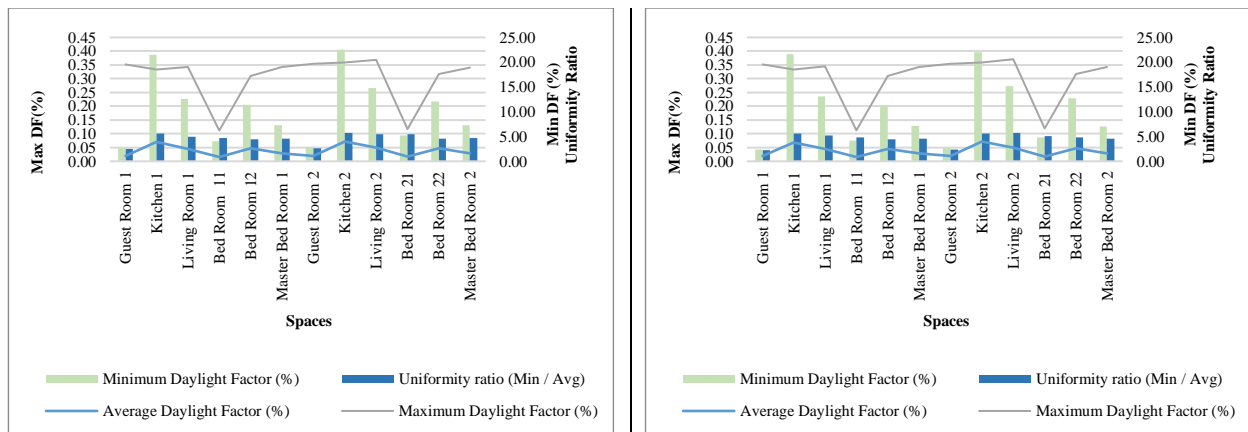 Max DF(%)
0.45
0.40
0.35
0.30
0.25
0.20
0.15
0.10
0.05
0.00
25.00
20.00
15.00
10.00
5.00
0.00
Min DF (%)
Uniformity Ratio
Guest Room 1
Kitchen 1
Living Room 1
Bed Room 11
Bed Room 12
Master Bed Room 1
Guest Room 2
Kitchen 2
Living Room 2
Bed Room 21
Bed Room 22
Master Bed Room 2
Spaces
Minimum Daylight Factor (%)
Uniformity ratio (Min / Avg)
Average Daylight Factor (%)
Maximum Daylight Factor (%)
Max DF(%)
0.45
0.40
0.35
0.30
0.25
0.20
0.15
0.10
0.05
0.00
25.00
20.00
15.00
10.00
5.00
0.00
Min DF (%)
Uniformity Ratio
Guest Room 1
Kitchen 1
Living Room 1
Bed Room 11
Bed Room 12
Master Bed Room 1
Guest Room 2
Kitchen 2
Living Room 2
Bed Room 21
Bed Room 22
Master Bed Room 2
Spaces
Minimum Daylight Factor (%)
Uniformity ratio (Min / Avg)
Average Daylight Factor (%)
Maximum Daylight Factor (%)